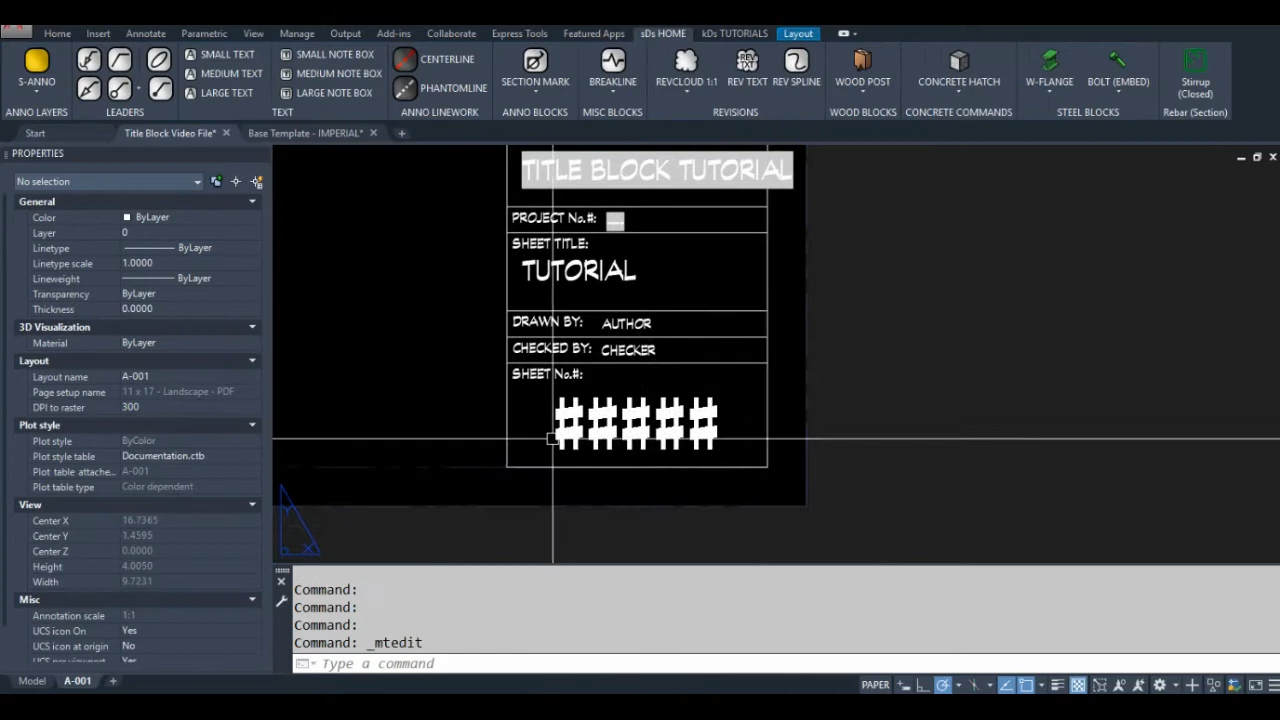 Home Insert Annotate Parametric View Manage Output Add-ins Collaborate Express Tools Featured Apps sDs HOME kDs TUTORIALS Layout
S-ANNO
ANNO LAYERS
LEADERS
SMALL TEXT
MEDIUM TEXT
LARGE TEXT
SMALL NOTE BOX
MEDIUM NOTE BOX
LARGE NOTE BOX
TEXT
CENTERLINE
PHANTOMLINE
ANNO LINEWORK
SECTION MARK
ANNO BLOCKS
BREAKLINE
MISC BLOCKS
REVCLOUD 1:1
REV TEXT
REV SPLINE
REVISIONS
WOOD POST
WOOD BLOCKS
CONCRETE HATCH
CONCRETE COMMANDS
W-FLANGE
BOLT (EMBED)
STEEL BLOCKS
Stirrup
(Closed)
Rebar (Section)
Start
Title Block Video File*
Base Template - IMPERIAL*
PROPERTIES
No selection
General
Color ByLayer
Layer 0
Linetype ByLayer
Linetype scale 1.0000
Lineweight ByLayer
Transparency ByLayer
Thickness 0.0000
3D Visualization
Material ByLayer
Layout
Layout name A-001
Page setup name 11 x 17 - Landscape - PDF
DPI to raster 300
Plot style
Plot style ByColor
Plot style table Documentation.ctb
Plot table attache... A-001
Plot table type Color dependent
View
Center X 16.7365
Center Y 1.4595
Center Z 0.0000
Height 4.0050
Width 9.7231
Misc
Annotation scale 1:1
UCS icon On Yes
UCS icon at origin No
UCS per viewport Yes
TITLE BLOCK TUTORIAL
PROJECT No.#: ----
SHEET TITLE:
TUTORIAL
DRAWN BY: AUTHOR
CHECKED BY: CHECKER
SHEET No.#:
#####
X
Command:
Command:
Command:
Command: _mtedit
Type a command
Model A-001
PAPER